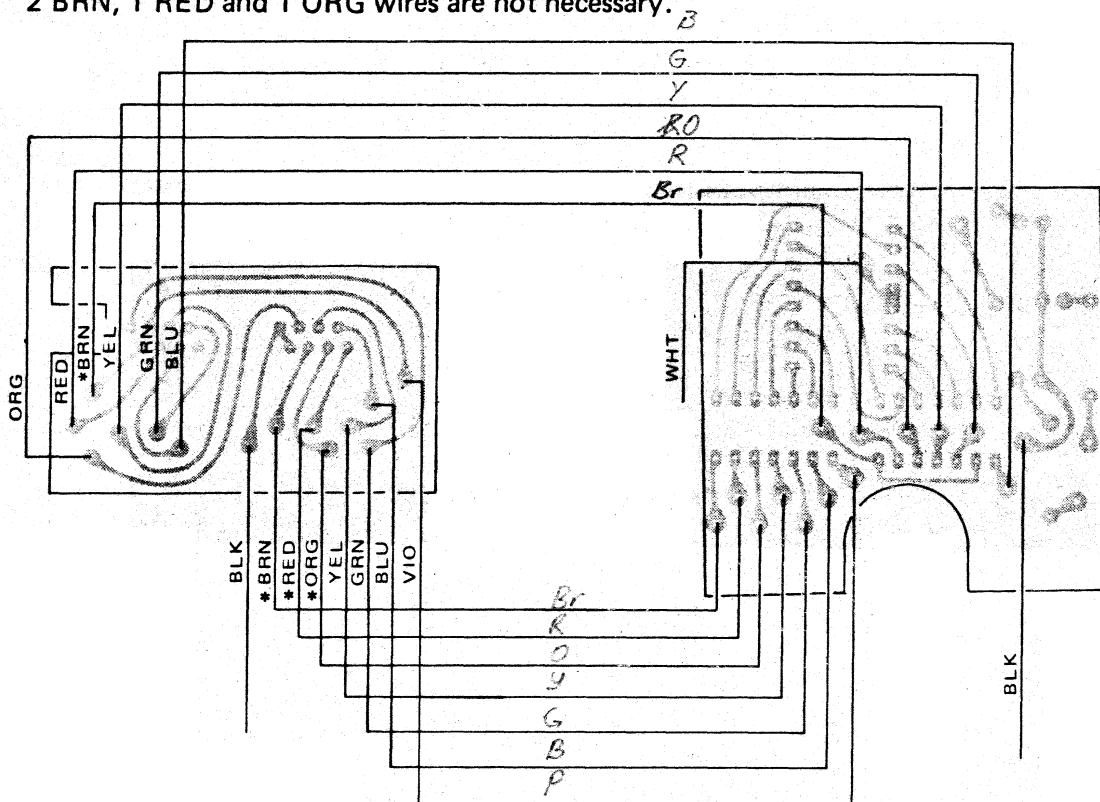 2 BRN, 1 RED and 1 ORG wires are not necessary.
B
G
Y
RO
R
Br
ORG
RED
*BRN
YEL
GRN
BLU
WHT
BLK
*BRN
*RED
*ORG
YEL
GRN
BLU
VIO
Br
R
O
y
G
B
P
BLK